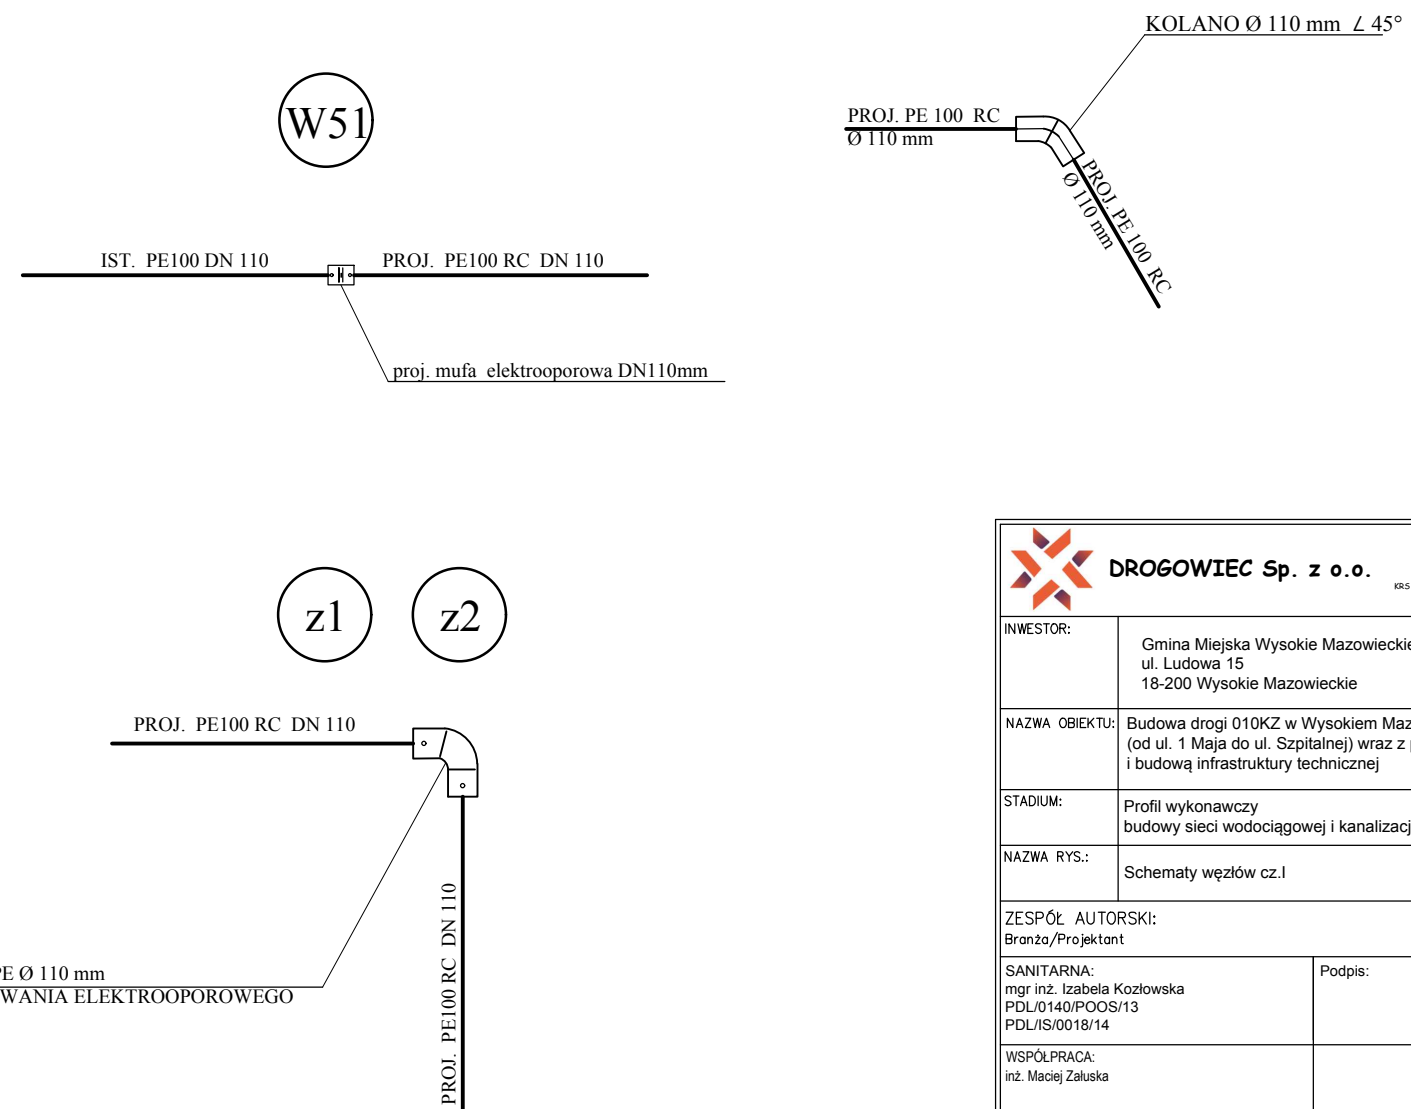 KOLANO Ø 110 mm ∠ 45°
W51
PROJ. PE 100 RC
Ø 110 mm
PROJ. PE 100 RC
Ø 110 mm
IST. PE100 DN 110
PROJ. PE100 RC DN 110
proj. mufa elektrooporowa DN110mm
z1
z2
PROJ. PE100 RC DN 110
PROJ. PE100 RC DN 110
Ø 110 mm
ELEKTROOPOROWEGO
DROGOWIEC Sp. z o.o.
KRS
INWESTOR:
Gmina Miejska Wysokie Mazowieckie
ul. Ludowa 15
18-200 Wysokie Mazowieckie
NAZWA OBIEKTU:
Budowa drogi 010KZ w Wysokiem
(od ul. 1 Maja do ul. Szpitalnej) wraz z
i budową infrastruktury technicznej
STADIUM:
Profil wykonawczy
budowy sieci wodociągowej i
NAZWA RYS.:
Schematy węzłów cz.I
ZESPÓŁ AUTORSKI:
Branża/Projektant
SANITARNA:
mgr inż. Izabela Kozłowska
PDL/0140/POOS/13
PDL/IS/0018/14
Podpis:
WSPÓŁPRACA:
inż. Maciej Załuska